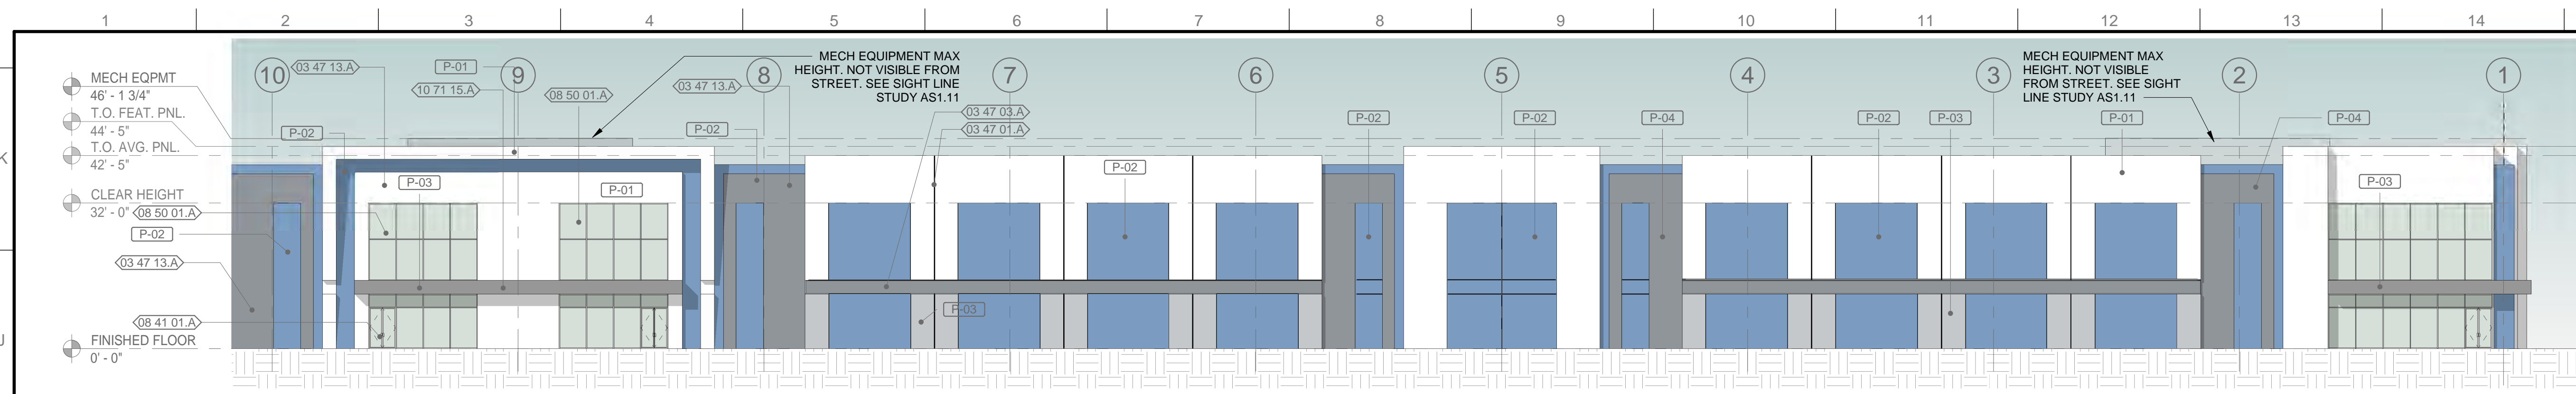 1 2 3 4 5 6 7 8 9 10 11 12 13 14
K
J
MECH EQPMT
46' - 1 3/4"
T.O. FEAT. PNL.
44' - 5"
T.O. AVG. PNL.
42' - 5"
CLEAR HEIGHT
32' - 0"
FINISHED FLOOR
0' - 0"
10 9 8 7 6 5 4 3 2 1
MECH EQUIPMENT MAX
HEIGHT. NOT VISIBLE FROM
STREET. SEE SIGHT LINE
STUDY AS1.11
MECH EQUIPMENT MAX
HEIGHT. NOT VISIBLE
FROM STREET. SEE SIGHT
LINE STUDY AS1.11
03 47 13.A
P-01
10 71 15.A
08 50 01.A
03 47 13.A
03 47 03.A
03 47 01.A
P-02
P-02
P-02
P-02
P-04
P-02
P-03
P-01
P-04
P-03
P-01
P-02
P-03
08 50 01.A
P-02
03 47 13.A
08 41 01.A
P-03